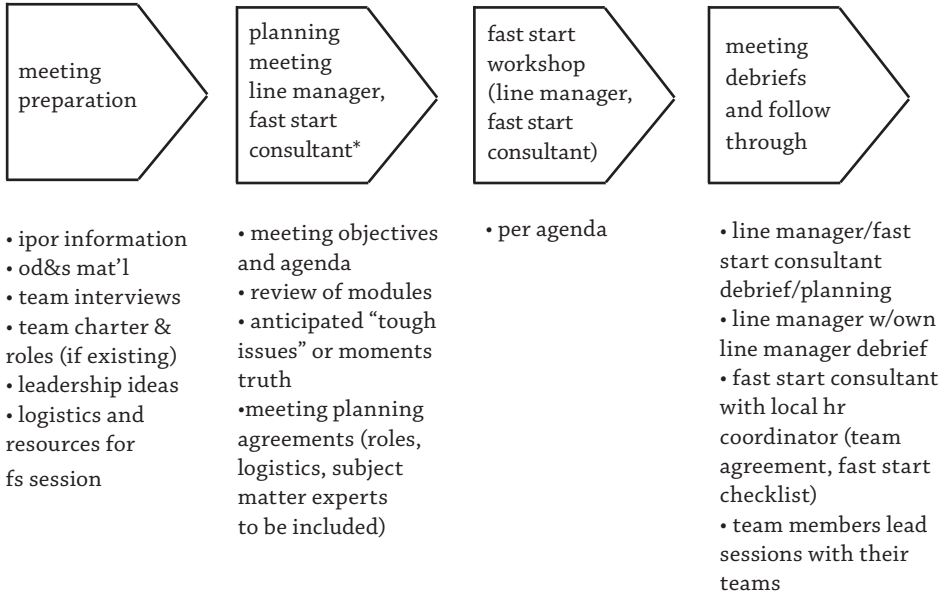 meeting
preparation
planning
meeting
line manager,
fast start
consultant*
fast start
workshop
(line manager,
fast start
consultant)
meeting
debriefs
and follow
through
• ipor information
• od&s mat'l
• team interviews
• team charter &
roles (if existing)
• leadership ideas
• logistics and
resources for
fs session
• meeting objectives
and agenda
• review of modules
• anticipated “tough
issues” or moments
truth
•meeting planning
agreements (roles,
logistics, subject
matter experts
to be included)
• per agenda
• line manager/fast
start consultant
debrief/planning
• line manager w/own
line manager debrief
• fast start consultant
with local hr
coordinator (team
agreement, fast start
checklist)
• team members lead
sessions with their
teams